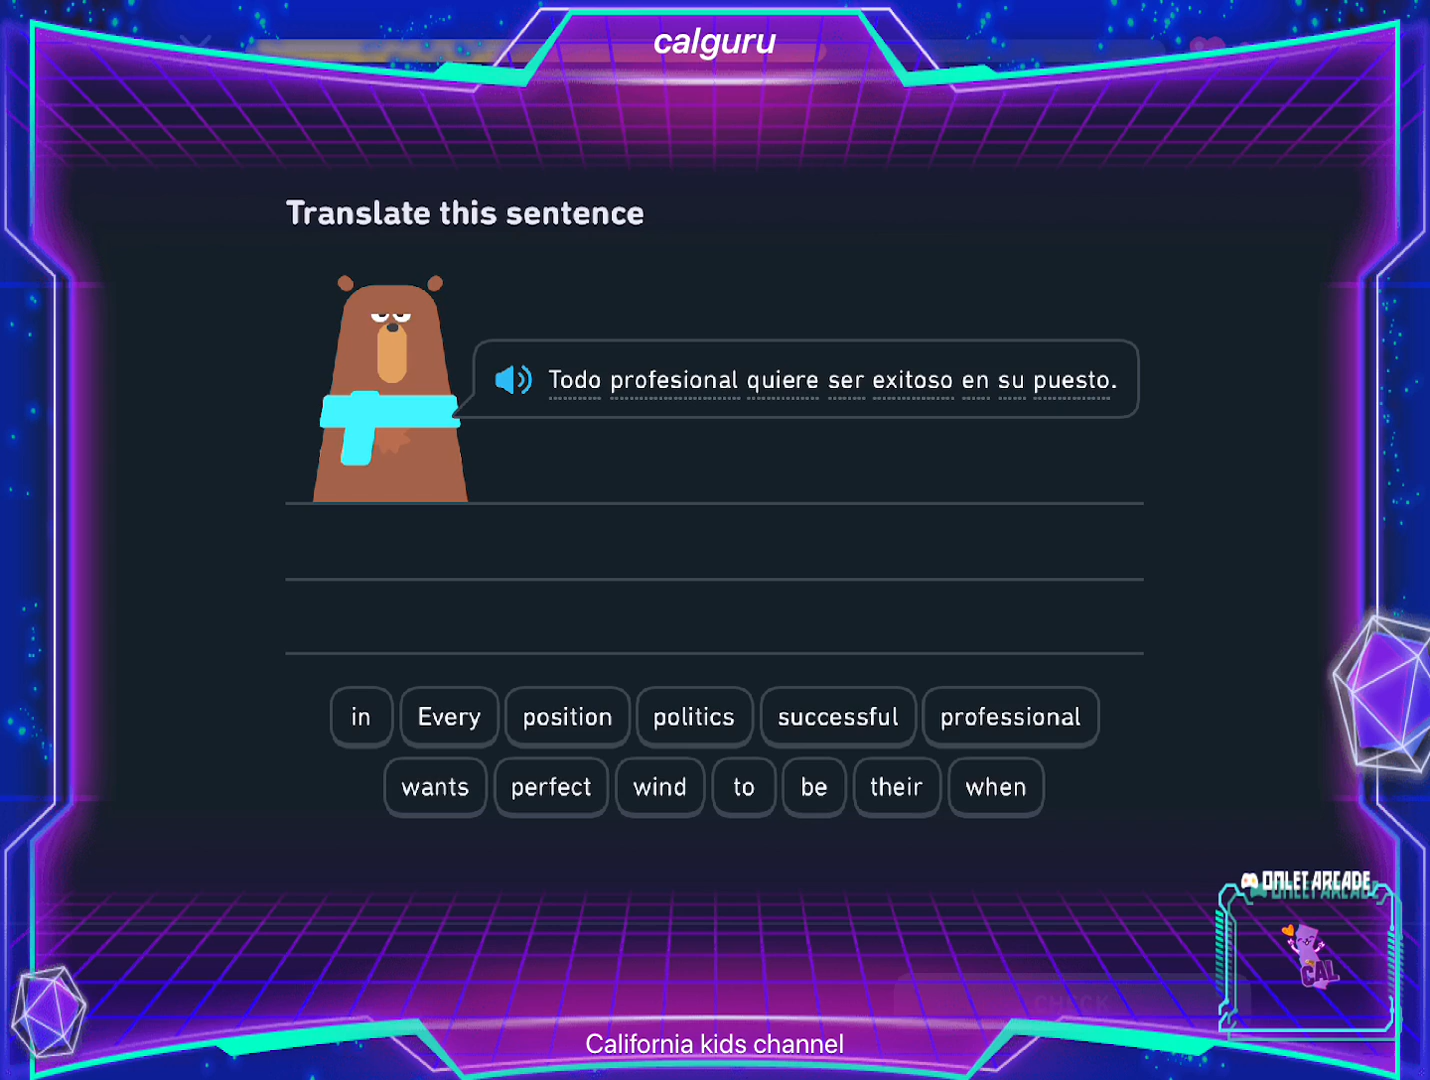 calguru
Translate this sentence
Todo profesional quiere ser exitoso en su puesto.
in Every position politics successful professional
wants perfect wind to be their when
OMLET ARCADE
CAL
CHECK
California kids channel